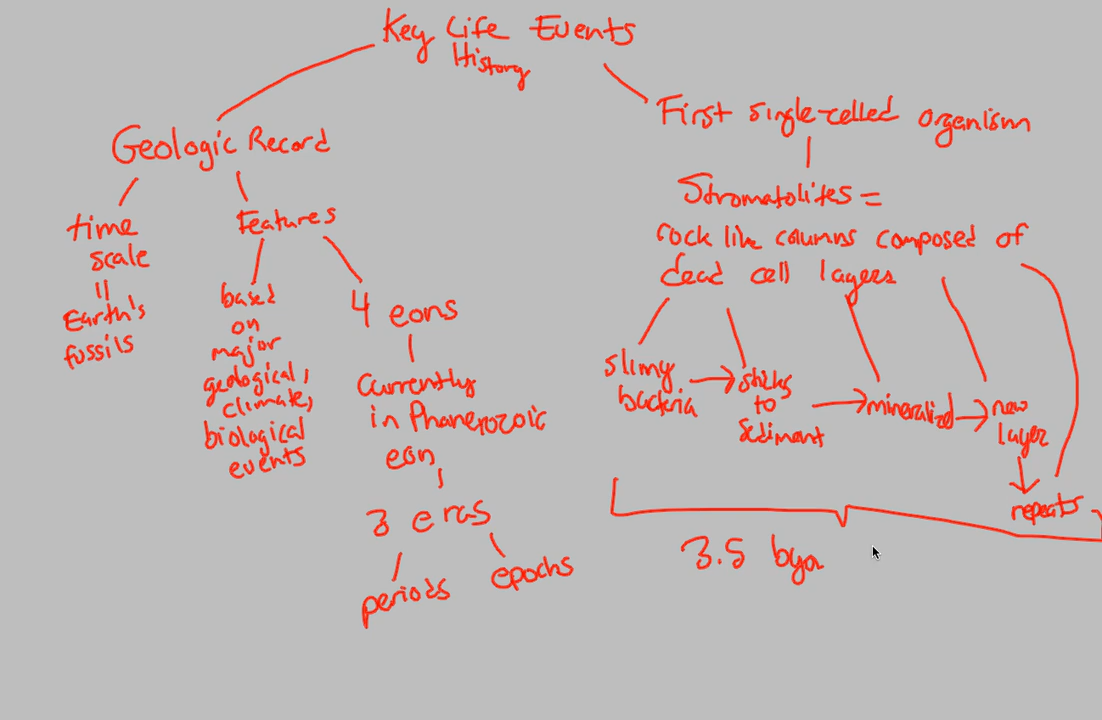 Key Life Events
History
Geologic Record
time
scale
=
Earth's
fossils
Features
based
on
major
geological,
climate,
biological
events
4 eons
Currently
in Phanerozoic
eon
3 eras
periods
epochs
First single-celled organism
Stromatolites =
rock like columns composed of
dead cell layers
slimy
bacteria
→ sticks
to
sediment
→ mineralized
→ new
layer
↓
repeats
3.5 bya